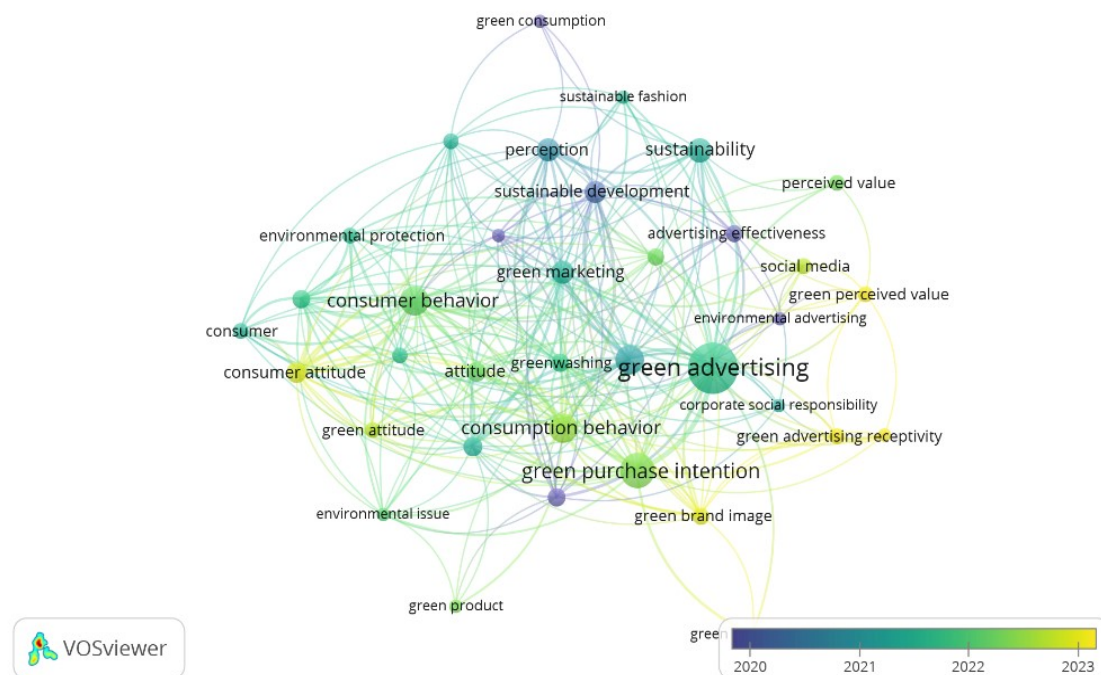 green consumption
sustainable fashion
perception
sustainability
perceived value
sustainable development
environmental protection
advertising effectiveness
green marketing
social media
consumer behavior
green perceived value
environmental advertising
consumer
greenwashing
green advertising
consumer attitude
attitude
corporate social responsibility
green attitude
consumption behavior
green advertising receptivity
green purchase intention
environmental issue
green brand image
green product
green
VOSviewer
2020 2021 2022 2023